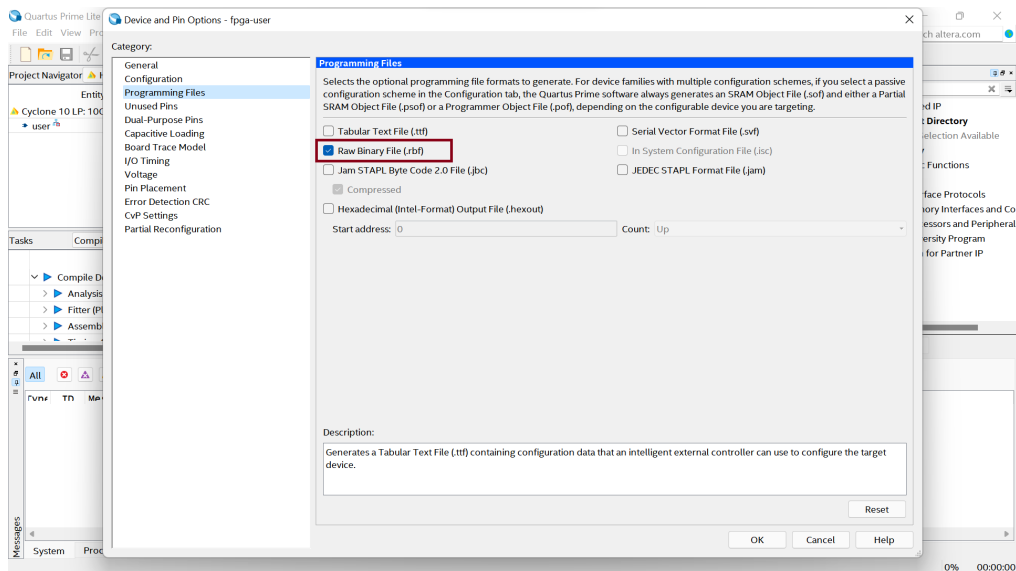 Quartus Prime Lite
Device and Pin Options - fpga-user
File Edit View Pro
ch altera.com
Category:
Project Navigator
General
Configuration
Programming Files
Unused Pins
Dual-Purpose Pins
Capacitive Loading
Board Trace Model
I/O Timing
Voltage
Pin Placement
Error Detection CRC
CvP Settings
Partial Reconfiguration
Programming Files
Selects the optional programming file formats to generate. For device families with multiple configuration schemes, if you select a passive
configuration scheme in the Configuration tab, the Quartus Prime software always generates an SRAM Object File (.sof) and either a Partial
SRAM Object File (.psof) or a Programmer Object File (.pof), depending on the configurable device you are targeting.
Tabular Text File (.ttf)
Serial Vector Format File (.svf)
Raw Binary File (.rbf)
In System Configuration File (.isc)
Jam STAPL Byte Code 2.0 File (.jbc)
JEDEC STAPL Format File (.jam)
Compressed
Hexadecimal (Intel-Format) Output File (.hexout)
Start address: 0
Count: Up
Description:
Generates a Tabular Text File (.ttf) containing configuration data that an intelligent external controller can use to configure the target
device.
Reset
OK
Cancel
Help
Entity
Cyclone 10 LP: 10C
user
Tasks
Compil
Compile De
Analysis
Fitter (Pl
Assembl
All
Type ID Mes
Messages
System
Proc
ed IP
t Directory
election Available
y
t Functions
face Protocols
ory Interfaces and Co
essors and Peripheral
ersity Program
for Partner IP
0%
00:00:00